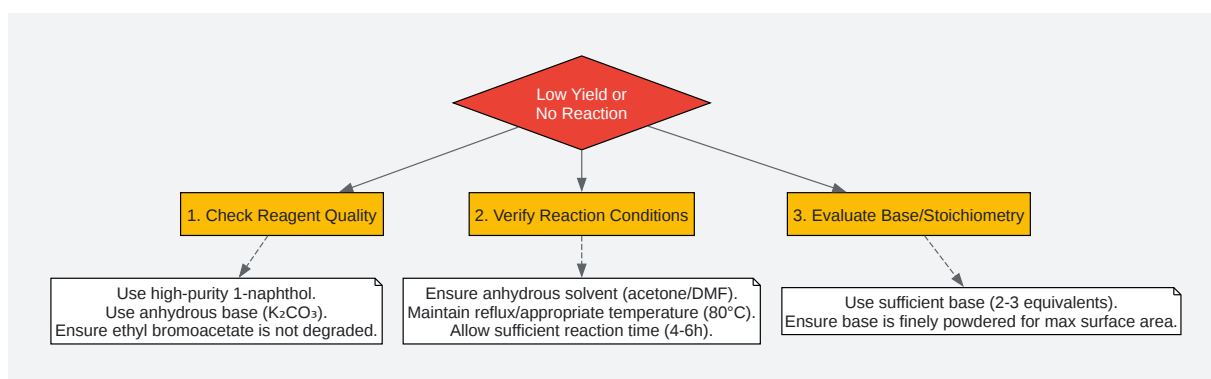 Low Yield or
No Reaction
1. Check Reagent Quality
2. Verify Reaction Conditions
3. Evaluate Base/Stoichiometry
Use high-purity 1-naphthol.
Use anhydrous base (K₂CO₃).
Ensure ethyl bromoacetate is not degraded.
Ensure anhydrous solvent (acetone/DMF).
Maintain reflux/appropriate temperature (80°C).
Allow sufficient reaction time (4-6h).
Use sufficient base (2-3 equivalents).
Ensure base is finely powdered for max surface area.